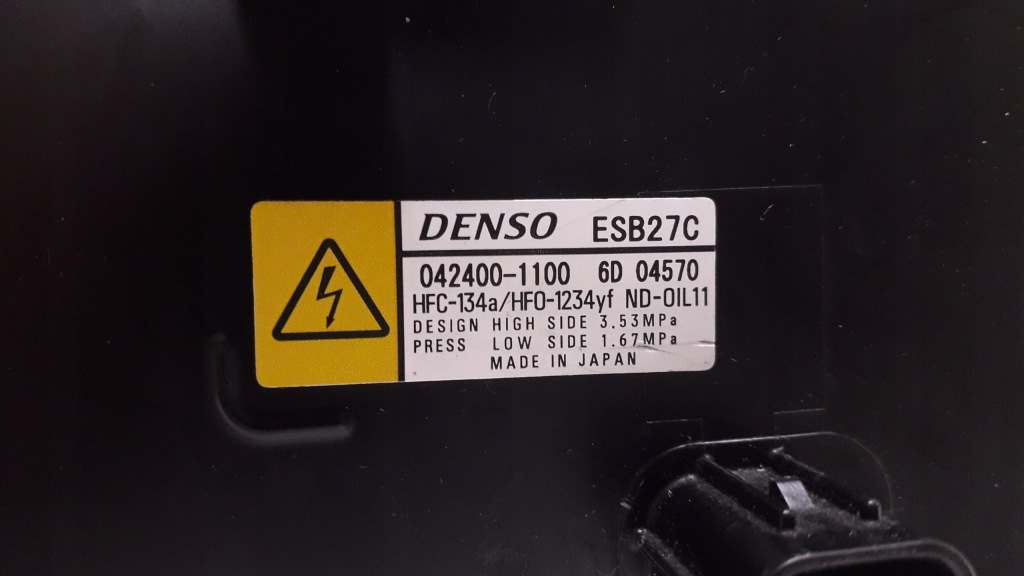 DENSO ESB27C
042400-1100 6D 04570
HFC-134a/HFO-1234yf ND-OIL11
DESIGN HIGH SIDE 3.53MPa
PRESS LOW SIDE 1.67MPa
MADE IN JAPAN